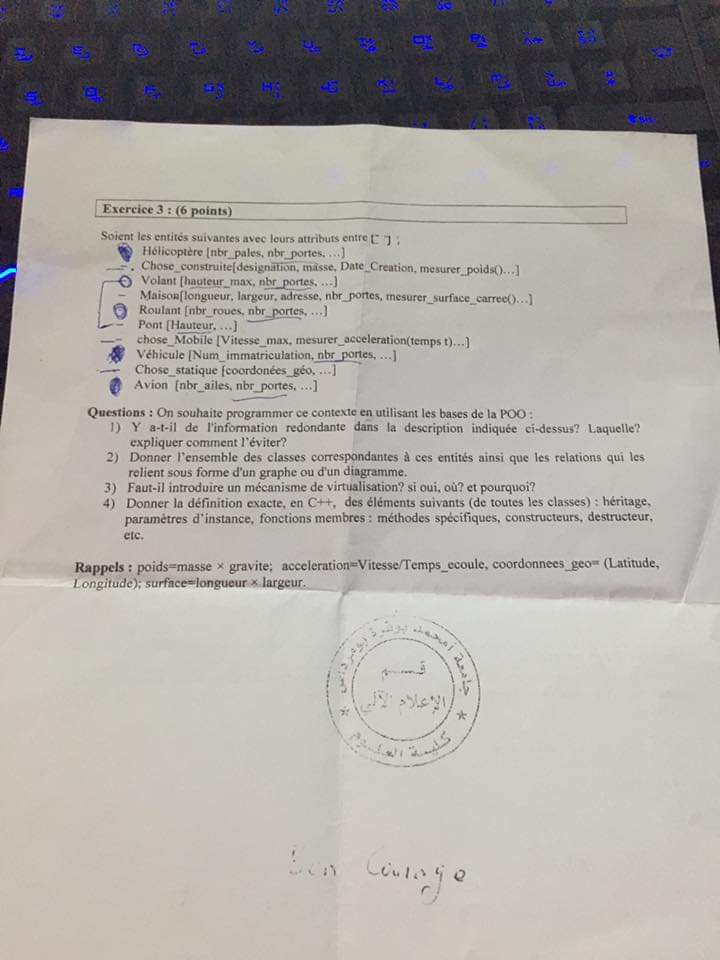 Exercice 3 : (6 points)
Soient les entités suivantes avec leurs attributs entre [ ] :
Hélicoptère [nbr_pales, nbr_portes, …]
Chose_construite[designation, masse, Date_Creation, mesurer_poids()…]
Volant [hauteur_max, nbr_portes, …]
Maison[longueur, largeur, adresse, nbr_portes, mesurer_surface_carree()…]
Roulant [nbr_roues, nbr_portes, …]
Pont [Hauteur, …]
chose_Mobile [Vitesse_max, mesurer_acceleration(temps t)…]
Véhicule [Num_immatriculation, nbr_portes, …]
Chose_statique [coordonées_géo, …]
Avion [nbr_ailes, nbr_portes, …]
Questions : On souhaite programmer ce contexte en utilisant les bases de la POO :
1) Y a-t-il de l'information redondante dans la description indiquée ci-dessus? Laquelle?
expliquer comment l'éviter?
2) Donner l'ensemble des classes correspondantes à ces entités ainsi que les relations qui les
relient sous forme d'un graphe ou d'un diagramme.
3) Faut-il introduire un mécanisme de virtualisation? si oui, où? et pourquoi?
4) Donner la définition exacte, en C++, des éléments suivants (de toutes les classes) : héritage,
paramètres d'instance, fonctions membres : méthodes spécifiques, constructeurs, destructeur,
etc.
Rappels : poids=masse × gravite; acceleration=Vitesse/Temps_ecoule, coordonnees_geo= (Latitude,
Longitude); surface=longueur × largeur.
جامعة امحمد بوقرة بومرداس
قسم
الإعلام الآلي
كلية العلوم
Bon Courage